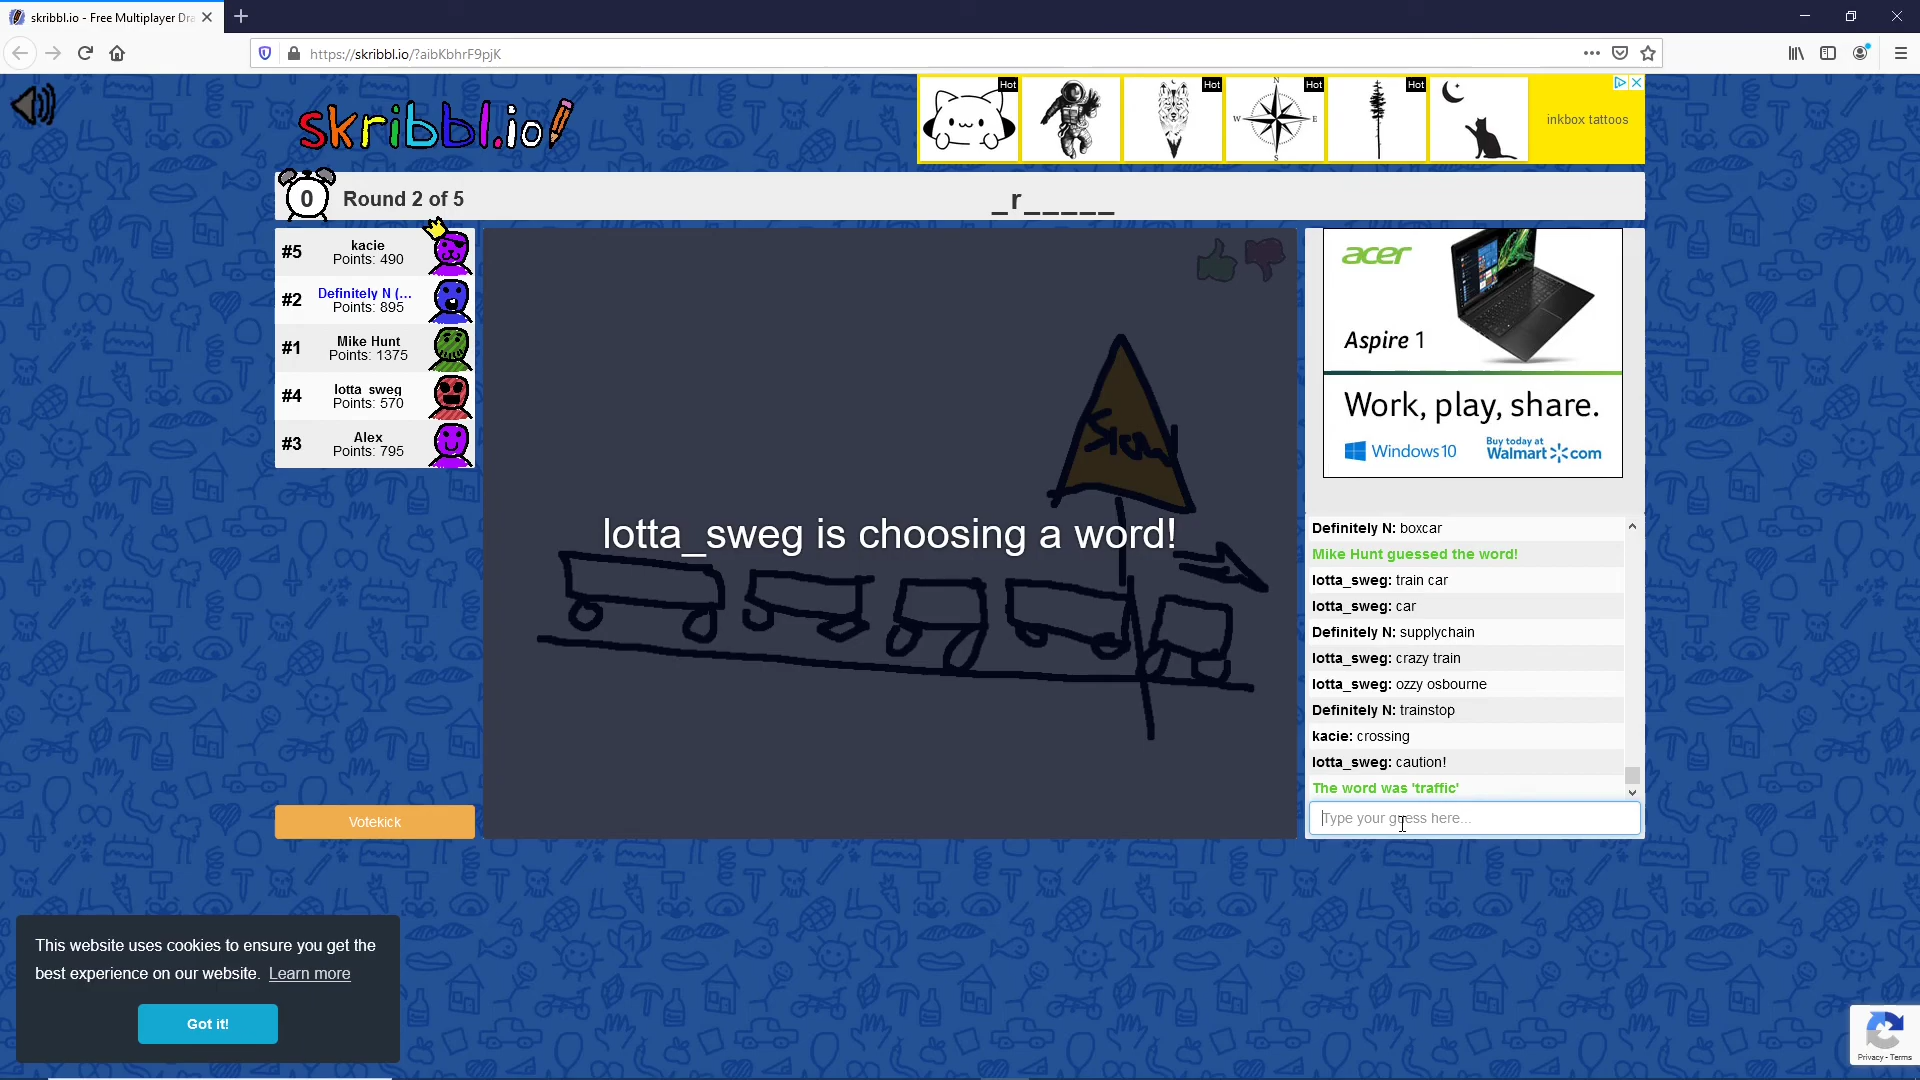 skribbl.io - Free Multiplayer Dra
https://skribbl.io/?aibKbhrF9pjK
skribbl.io
Hot
Hot
Hot
Hot
N
W
E
S
inkbox tattoos
0
Round 2 of 5
_r_____
#5
kacie
Points: 490
#2
Definitely N (...
Points: 895
#1
Mike Hunt
Points: 1375
#4
lotta_sweg
Points: 570
#3
Alex
Points: 795
Votekick
Slow
lotta_sweg is choosing a word!
acer
Aspire 1
Work, play, share.
Windows10
Buy today at
Walmart.com
Definitely N: boxcar
Mike Hunt guessed the word!
lotta_sweg: train car
lotta_sweg: car
Definitely N: supplychain
lotta_sweg: crazy train
lotta_sweg: ozzy osbourne
Definitely N: trainstop
kacie: crossing
lotta_sweg: caution!
The word was 'traffic'
Type your guess here...
This website uses cookies to ensure you get the
best experience on our website. Learn more
Got it!
Privacy - Terms